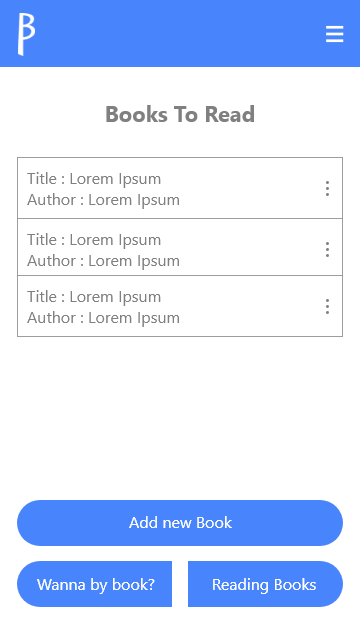 β
Books To Read
Title : Lorem Ipsum
Author : Lorem Ipsum
Title : Lorem Ipsum
Author : Lorem Ipsum
Title : Lorem Ipsum
Author : Lorem Ipsum
Add new Book
Wanna by book?
Reading Books